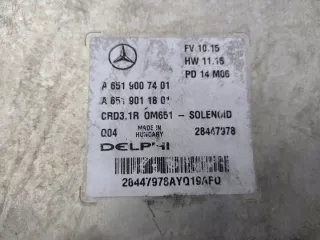 FV 10.15
HW 11.15
PD 14 M06
A 651 900 74 01
A 651 901 18 01
CRD3.1R OM651 - SOLENOID
004 MADE IN HUNGARY 28447978
DELPHI
28447978AYQ19AFO